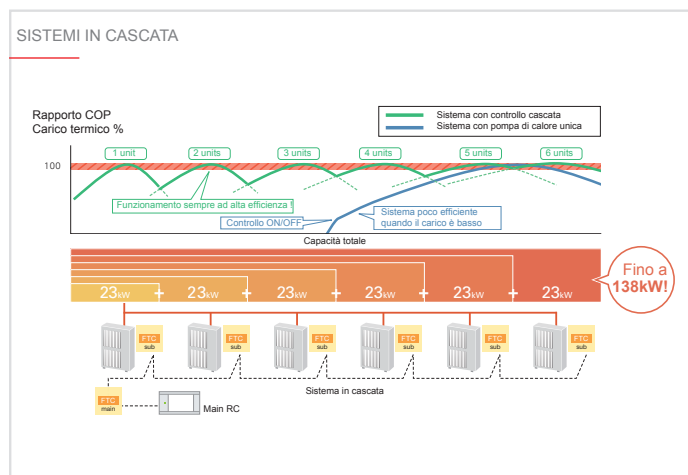 SISTEMI IN CASCATA
Rapporto COP
Carico termico %
Sistema con controllo cascata
Sistema con pompa di calore unica
1 unit
2 units
3 units
4 units
5 units
6 units
100
Funzionamento sempre ad alta efficienza !
Controllo ON/OFF
Sistema poco efficiente
quando il carico è basso
Capacità totale
23kW + 23kW + 23kW + 23kW + 23kW + 23kW
Fino a
138kW!
FTC
sub
FTC
sub
FTC
sub
FTC
sub
FTC
sub
FTC
sub
Sistema in cascata
FTC
main
Main RC